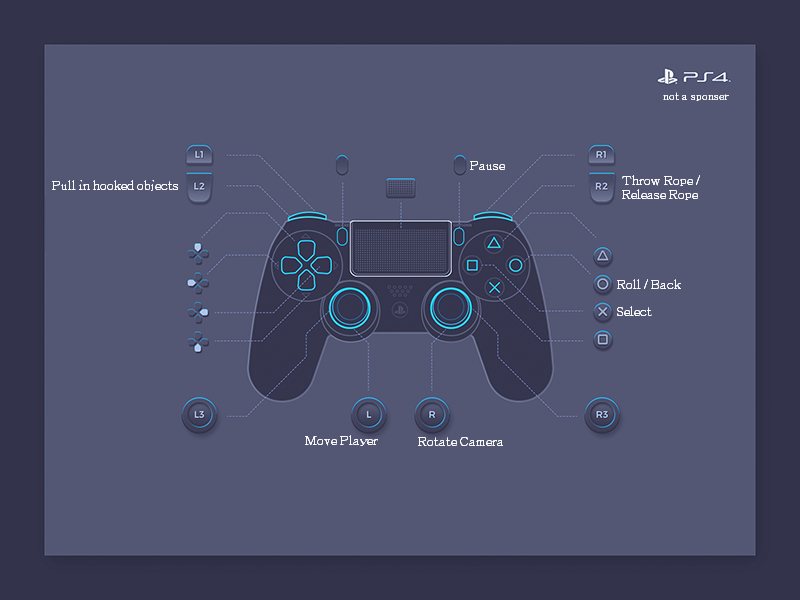 PS4
not a sponser
L1
R1
Pause
Pull in hooked objects
L2
R2
Throw Rope /
Release Rope
Roll / Back
Select
L3
L
R
R3
Move Player
Rotate Camera